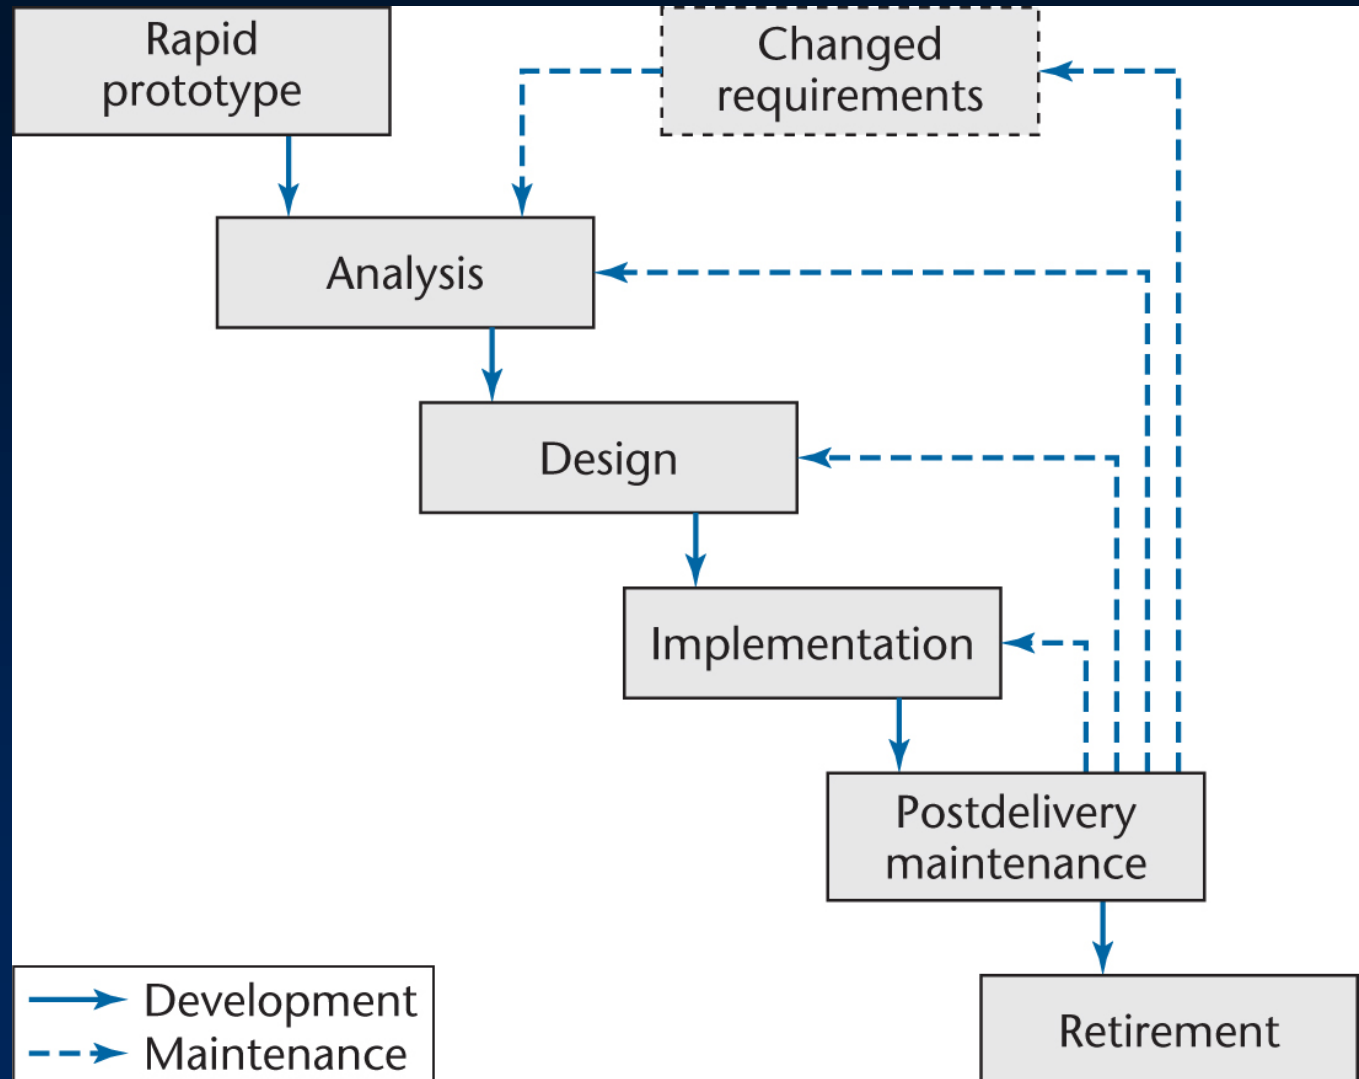 Rapid
prototype
Changed
requirements
Analysis
Design
Implementation
Postdelivery
maintenance
Retirement
Development
Maintenance